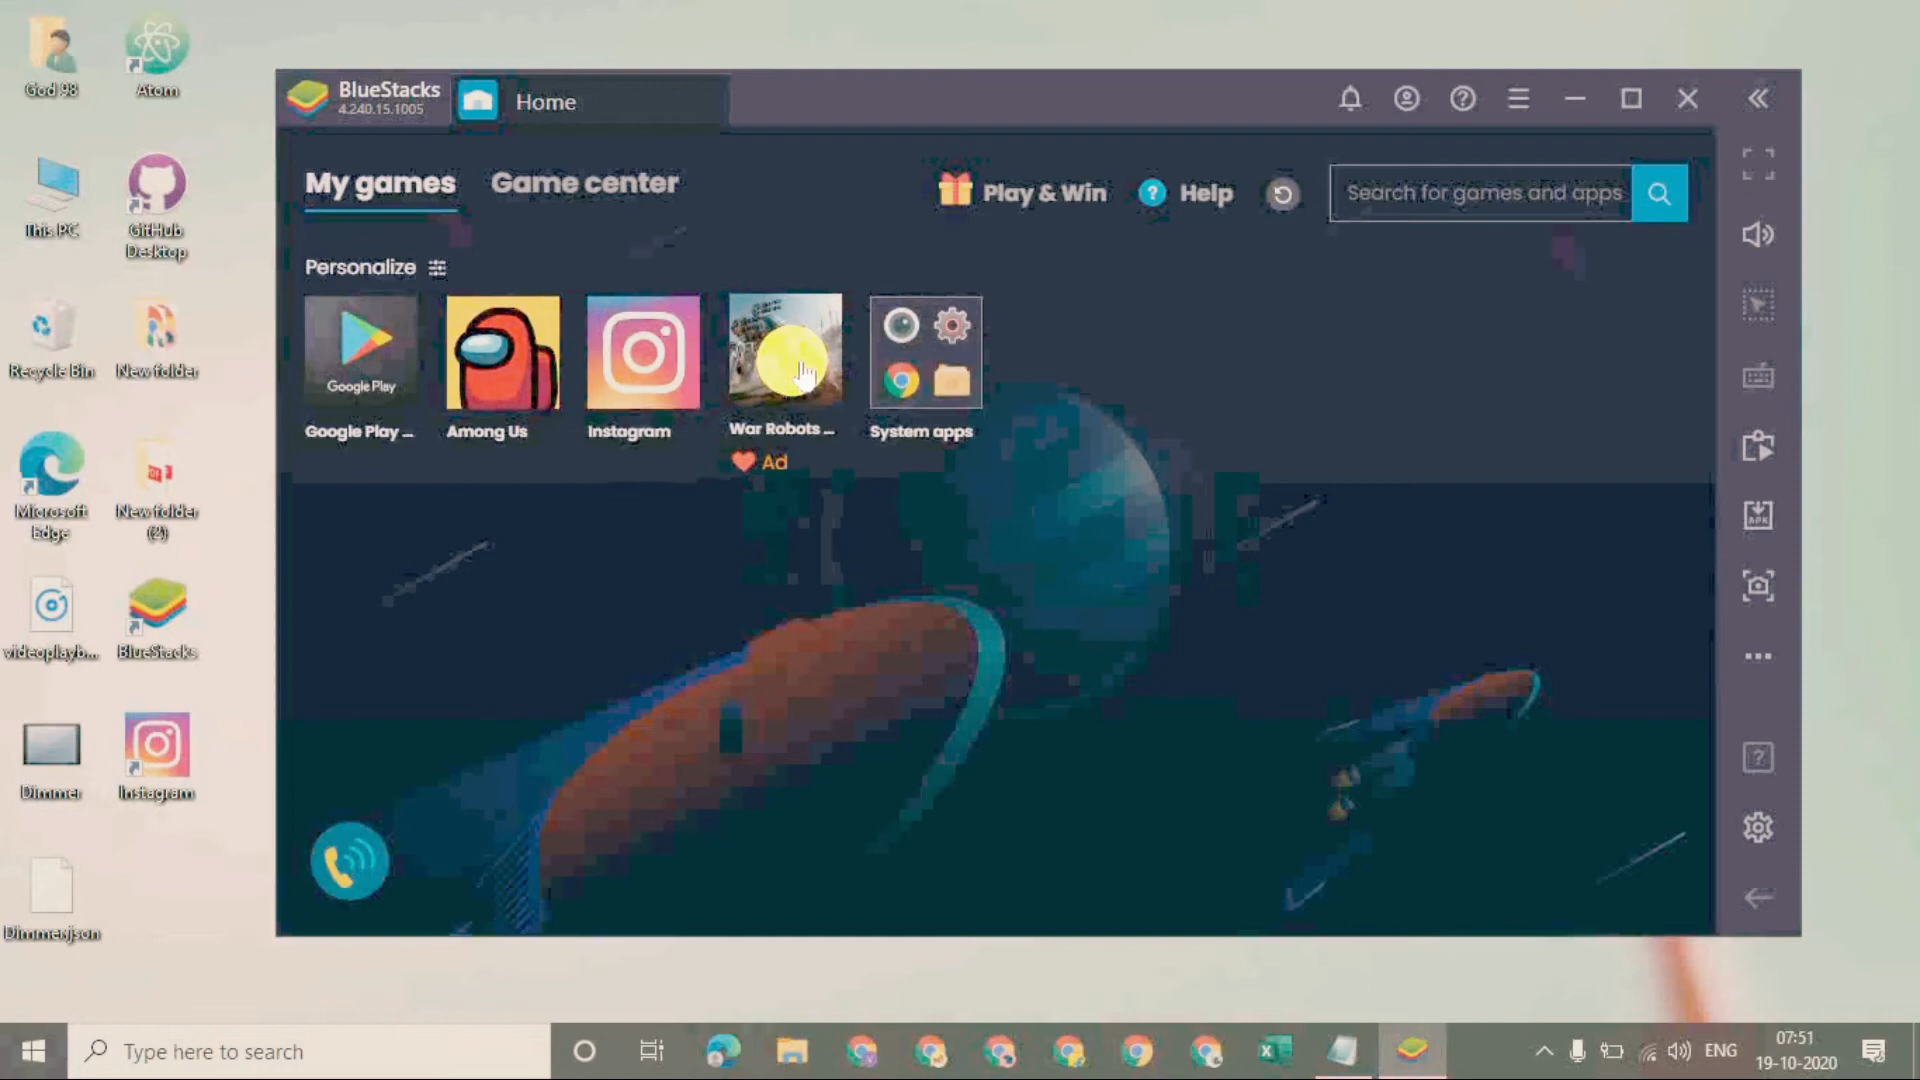 God 98
Atom
This PC
GitHub
Desktop
Recycle Bin
New folder
Microsoft
Edge
New folder
(2)
videoplayb...
BlueStacks
Dimmer
Instagram
Dimmer.json
BlueStacks
4.240.15.1005
Home
My games
Game center
Play & Win
? Help
Search for games and apps
Personalize
Google Play
Google Play ...
Among Us
Instagram
War Robots ...
System apps
Ad
APK
Type here to search
ENG
07:51
19-10-2020